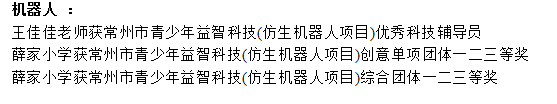 机器人 ：
王佳佳老师获常州市青少年益智科技(仿生机器人项目)优秀科技辅导员
薛家小学获常州市青少年益智科技(仿生机器人项目)创意单项团体一二三等奖
薛家小学获常州市青少年益智科技(仿生机器人项目)综合团体一二三等奖